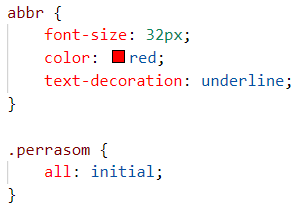 abbr {
    font-size: 32px;
    color: red;
    text-decoration: underline;
}

.perrasom {
    all: initial;
}